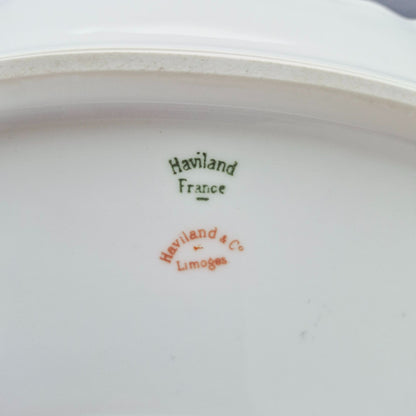 Haviland
France
Haviland & Co
Limoges